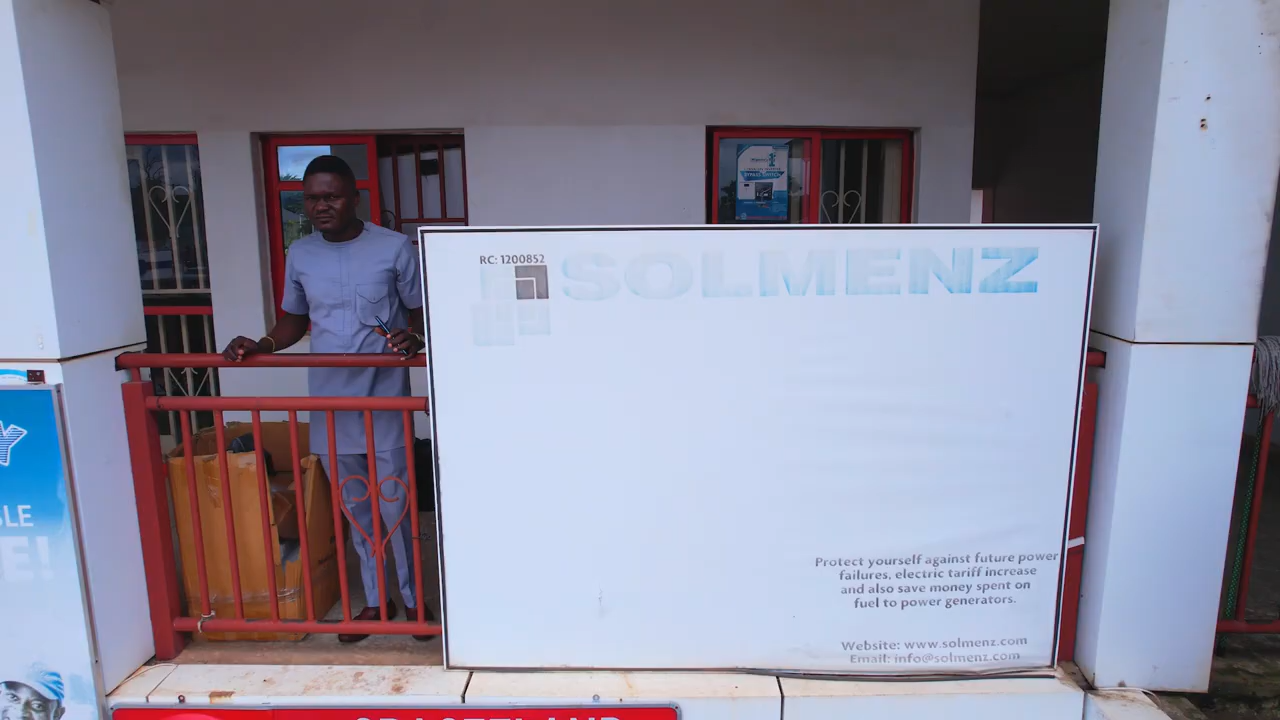 RC: 1200852
SOLMENZ
Protect yourself against future power
failures, electric tariff increase
and also save money spent on
fuel to power generators.
Website: www.solmenz.com
Email: info@solmenz.com